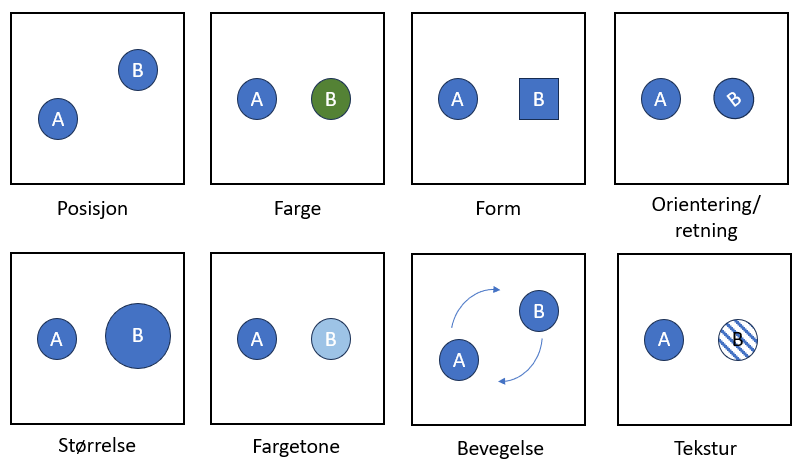 B
A
A B
A B
A B
Posisjon
Farge
Form
Orientering/
retning
A B
A B
B
A
A B
Størrelse
Fargetone
Bevegelse
Tekstur